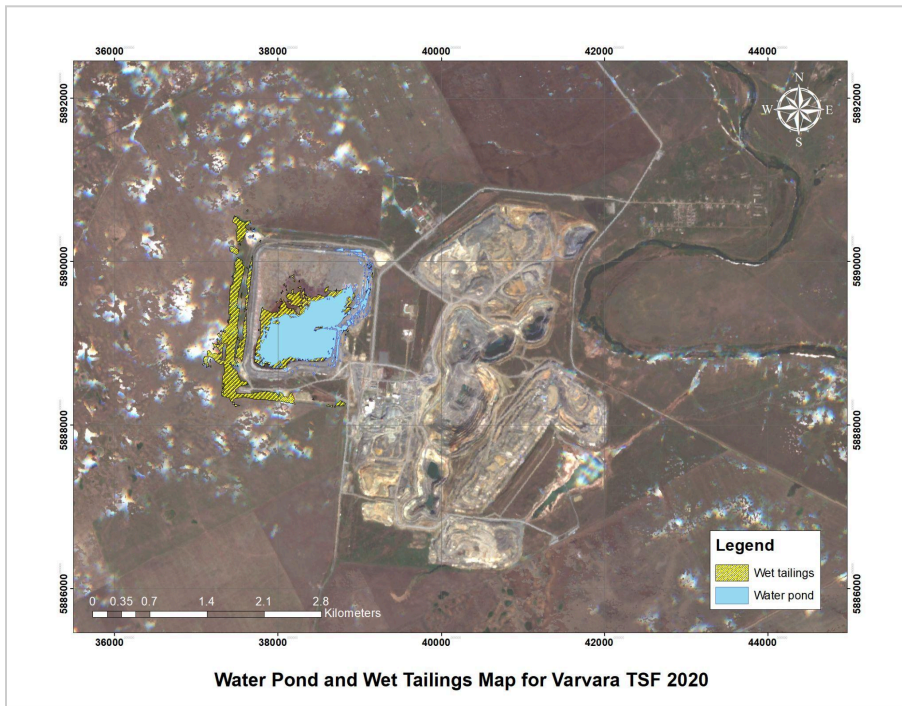 36000 38000 40000 42000 44000
5892000 5892000
N
W E
S
5890000 5890000
5888000 5888000
Legend
Wet tailings
Water pond
5886000 5886000
0 0.35 0.7 1.4 2.1 2.8
Kilometers
36000 38000 40000 42000 44000
Water Pond and Wet Tailings Map for Varvara TSF 2020